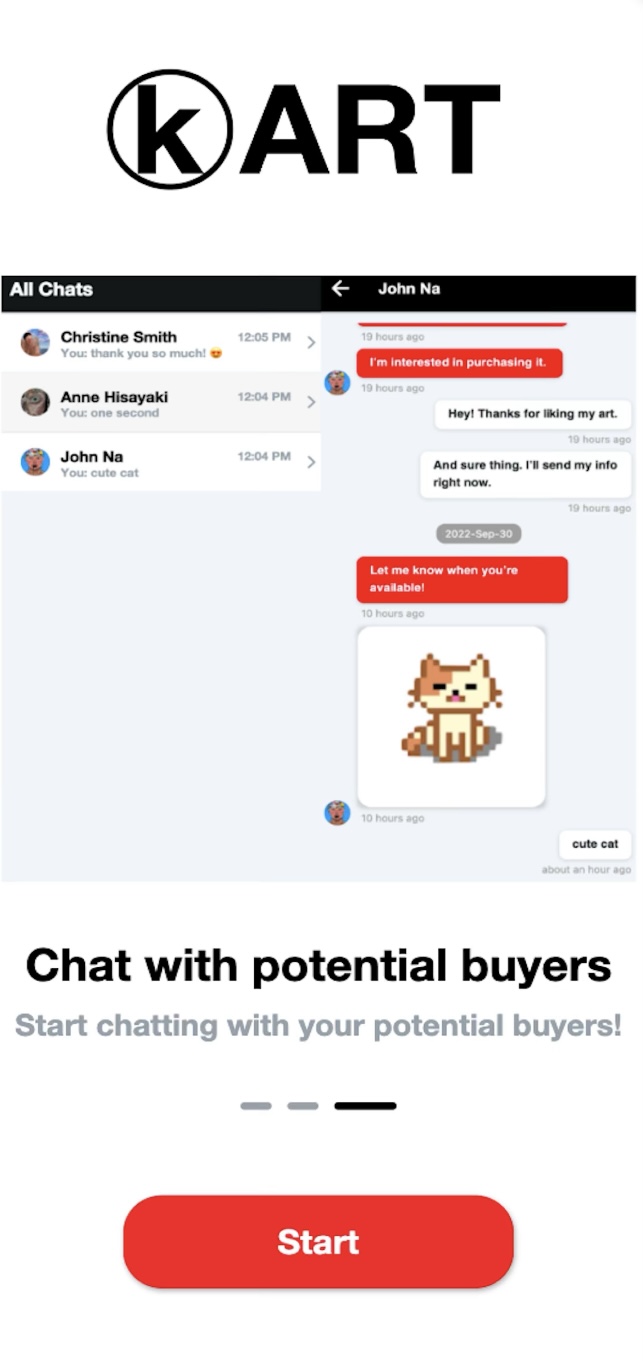 kART
All Chats
Christine Smith 12:05 PM
You: thank you so much! 😍
Anne Hisayaki 12:04 PM
You: one second
John Na 12:04 PM
You: cute cat
John Na
19 hours ago
I'm interested in purchasing it.
19 hours ago
Hey! Thanks for liking my art.
19 hours ago
And sure thing. I'll send my info
right now.
19 hours ago
2022-Sep-30
Let me know when you're
available!
10 hours ago
10 hours ago
cute cat
about an hour ago
Chat with potential buyers
Start chatting with your potential buyers!
Start